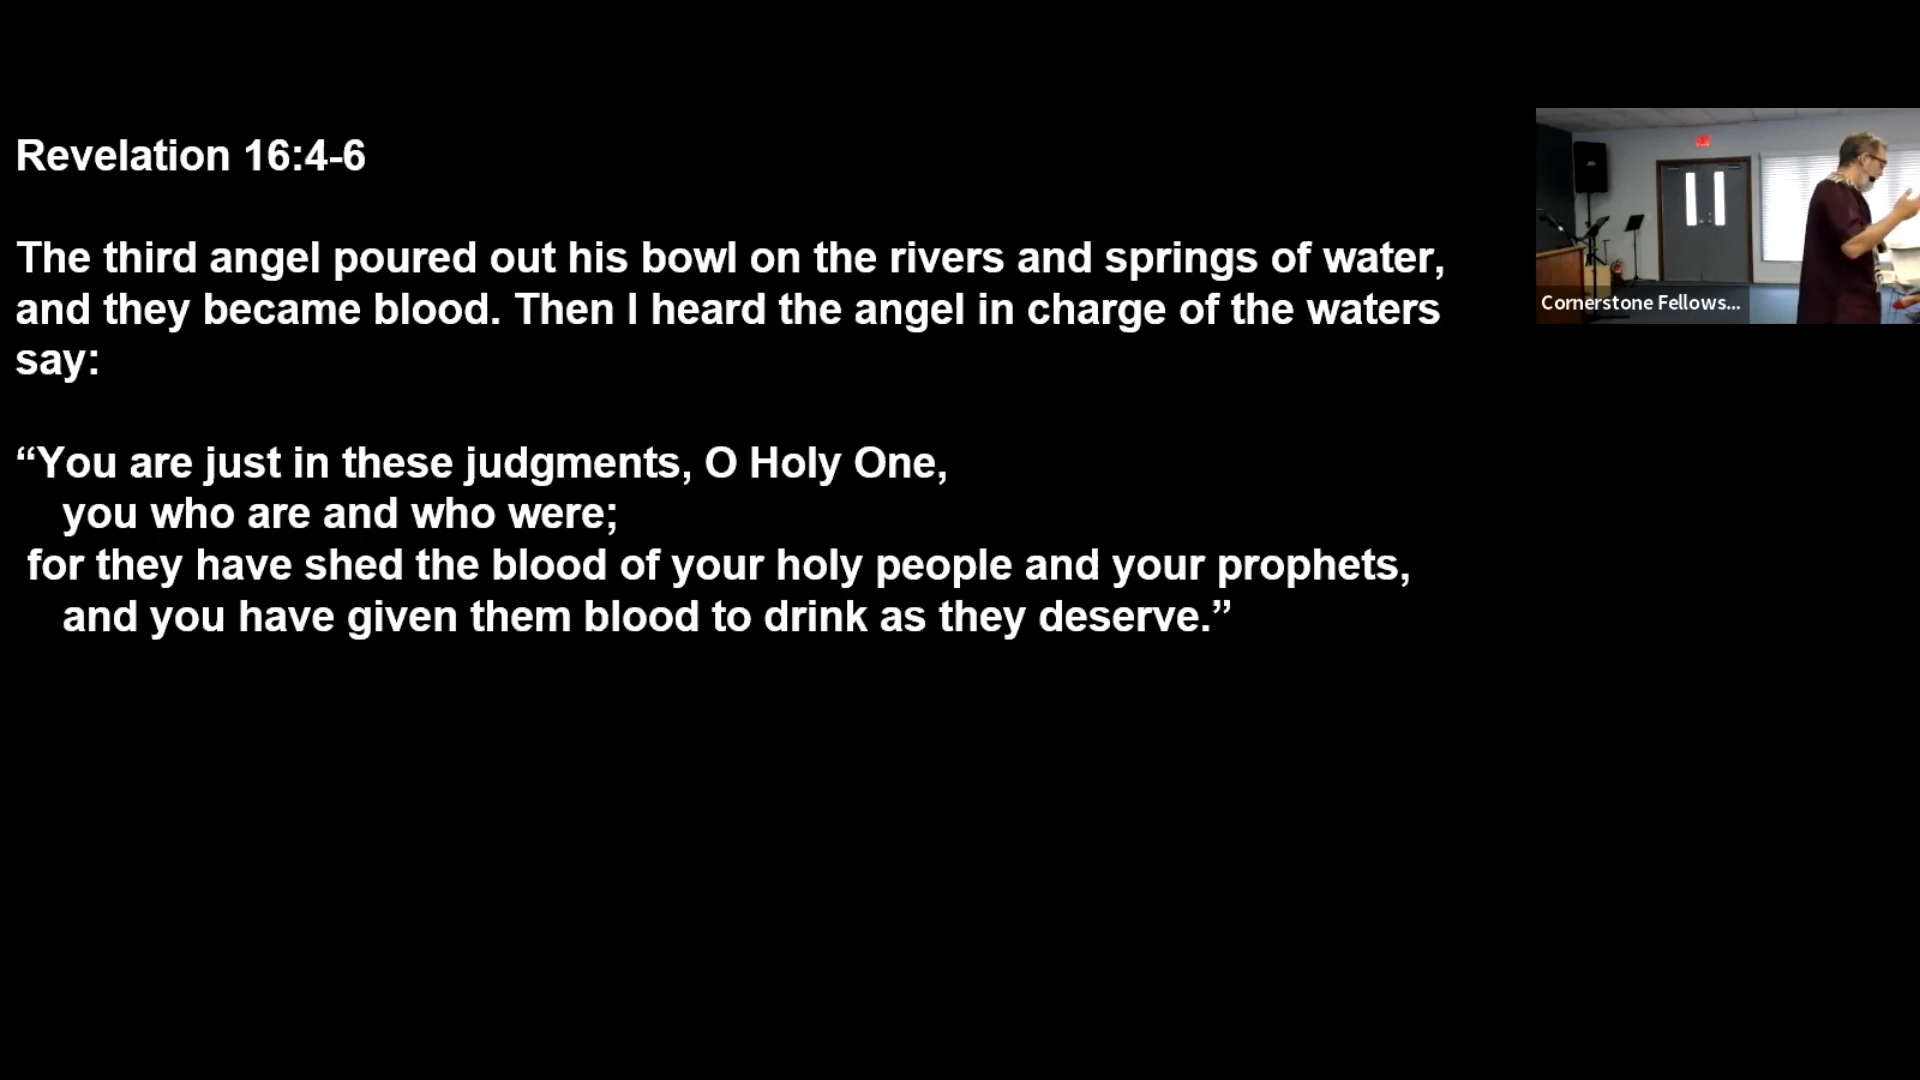 Revelation 16:4-6
The third angel poured out his bowl on the rivers and springs of water,
and they became blood. Then I heard the angel in charge of the waters
say:
“You are just in these judgments, O Holy One,
you who are and who were;
for they have shed the blood of your holy people and your prophets,
and you have given them blood to drink as they deserve.”
Cornerstone Fellows...